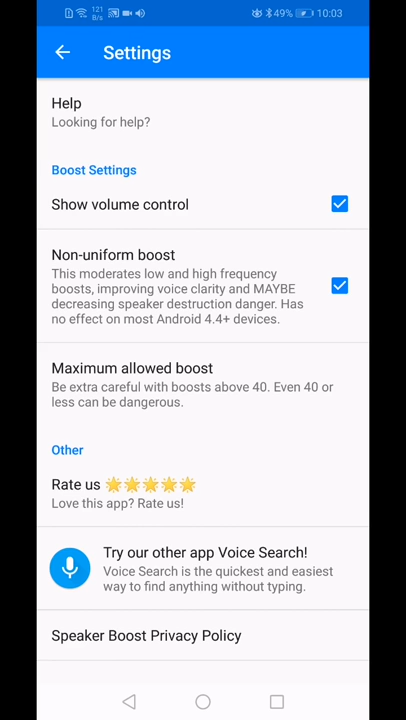 121
B/s
49%
10:03
Settings
Help
Looking for help?
Boost Settings
Show volume control
Non-uniform boost
This moderates low and high frequency
boosts, improving voice clarity and MAYBE
decreasing speaker destruction danger. Has
no effect on most Android 4.4+ devices.
Maximum allowed boost
Be extra careful with boosts above 40. Even 40 or
less can be dangerous.
Other
Rate us 🌟🌟🌟🌟🌟
Love this app? Rate us!
Try our other app Voice Search!
Voice Search is the quickest and easiest
way to find anything without typing.
Speaker Boost Privacy Policy